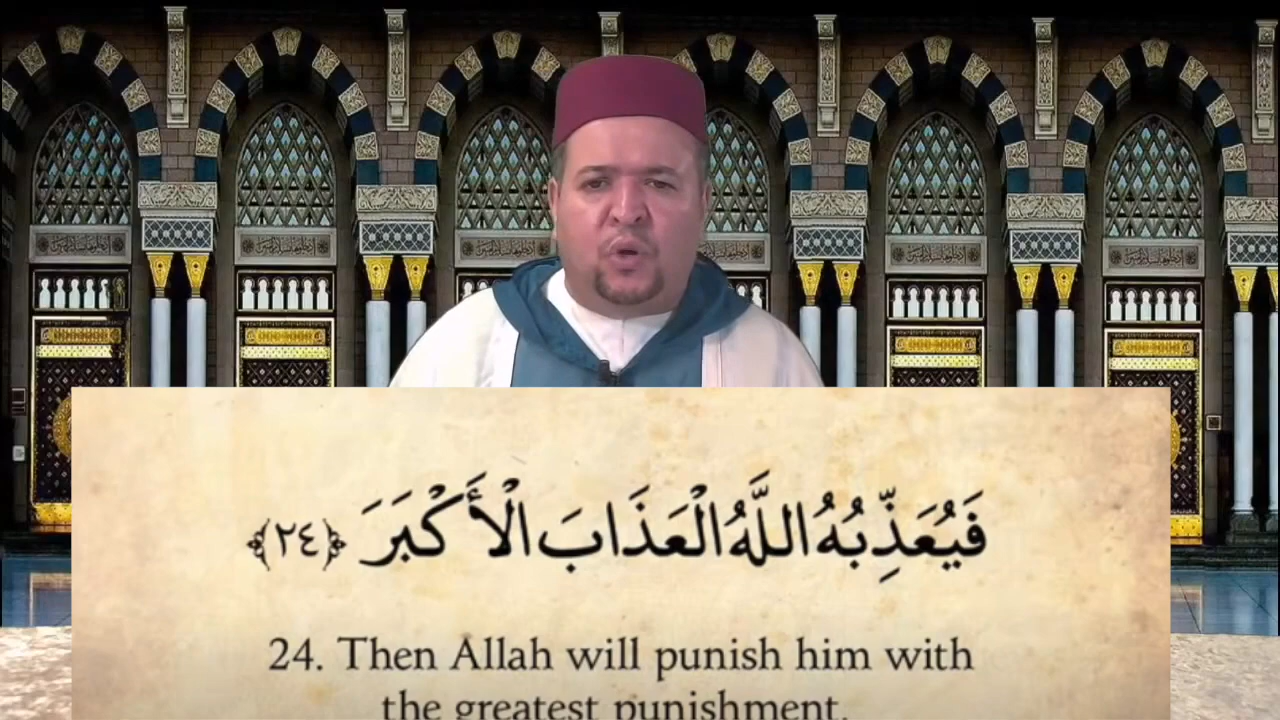 فَيُعَذِّبُهُ اللَّهُ الْعَذَابَ الْأَكْبَرَ ﴿٢٤﴾
24. Then Allah will punish him with
the greatest punishment.